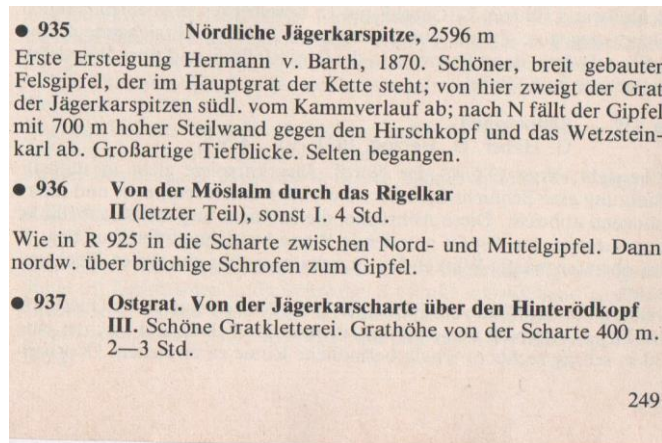 ● 935 Nördliche Jägerkarspitze, 2596 m
Erste Ersteigung Hermann v. Barth, 1870. Schöner, breit gebauter
Felsgipfel, der im Hauptgrat der Kette steht; von hier zweigt der Grat
der Jägerkarspitzen südl. vom Kammverlauf ab; nach N fällt der Gipfel
mit 700 m hoher Steilwand gegen den Hirschkopf und das Wetzstein-
karl ab. Großartige Tiefblicke. Selten begangen.
● 936 Von der Möslalm durch das Rigelkar
II (letzter Teil), sonst I. 4 Std.
Wie in R 925 in die Scharte zwischen Nord- und Mittelgipfel. Dann
nordw. über brüchige Schrofen zum Gipfel.
● 937 Ostgrat. Von der Jägerkarscharte über den Hinterödkopf
III. Schöne Gratkletterei. Grathöhe von der Scharte 400 m.
2—3 Std.
249